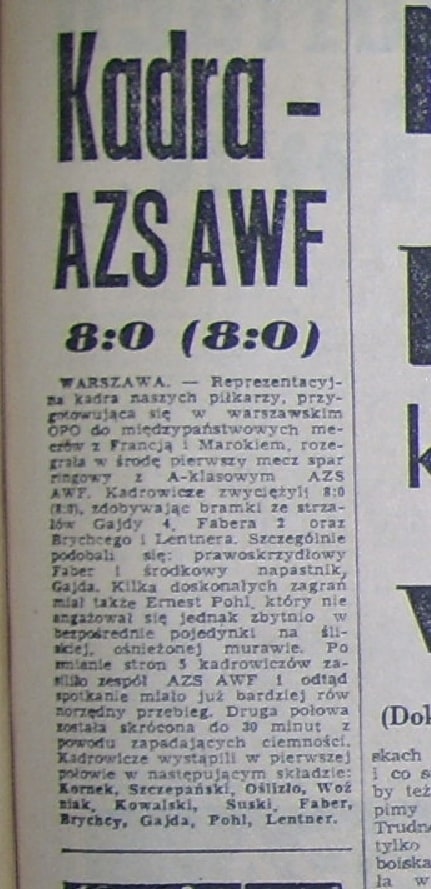 Kadra -
AZS AWF
8:0 (8:0)
WARSZAWA. — Reprezentacyj-
na kadra naszych piłkarzy, przy-
gotowująca się w warszawskim
OPO do międzypaństwowych me-
czów z Francją i Marokiem, roze-
grała w środę pierwszy mecz spar
ringowy z A-klasowym AZS
AWF. Kadrowicze zwyciężyli 8:0
(8:0), zdobywając bramki ze strza-
łów Gajdy 4, Fabera 2 oraz
Brychcego i Lentnera. Szczególnie
podobali się: prawoskrzydłowy
Faber i środkowy napastnik,
Gajda. Kilka doskonałych zagrań
miał także Ernest Pohl, który nie
angażował się jednak zbytnio w
bezpośrednie pojedynki na śli-
skiej, ośnieżonej murawie. Po
zmianie stron 5 kadrowiczów za-
siliło zespół AZS AWF i odtąd
spotkanie miało już bardziej rów
norzędny przebieg. Druga połowa
została skrócona do 30 minut z
powodu zapadających ciemności.
Kadrowicze wystąpili w pierwszej
połowie w następującym składzie:
Kornek, Szczepański, Oślizło, Woź
niak, Kowalski, Suski, Faber,
Brychcy, Gajda, Pohl, Lentner.
(Dok
skach
i co
by też
pimy
Trudn
tylko
boiska
ła w